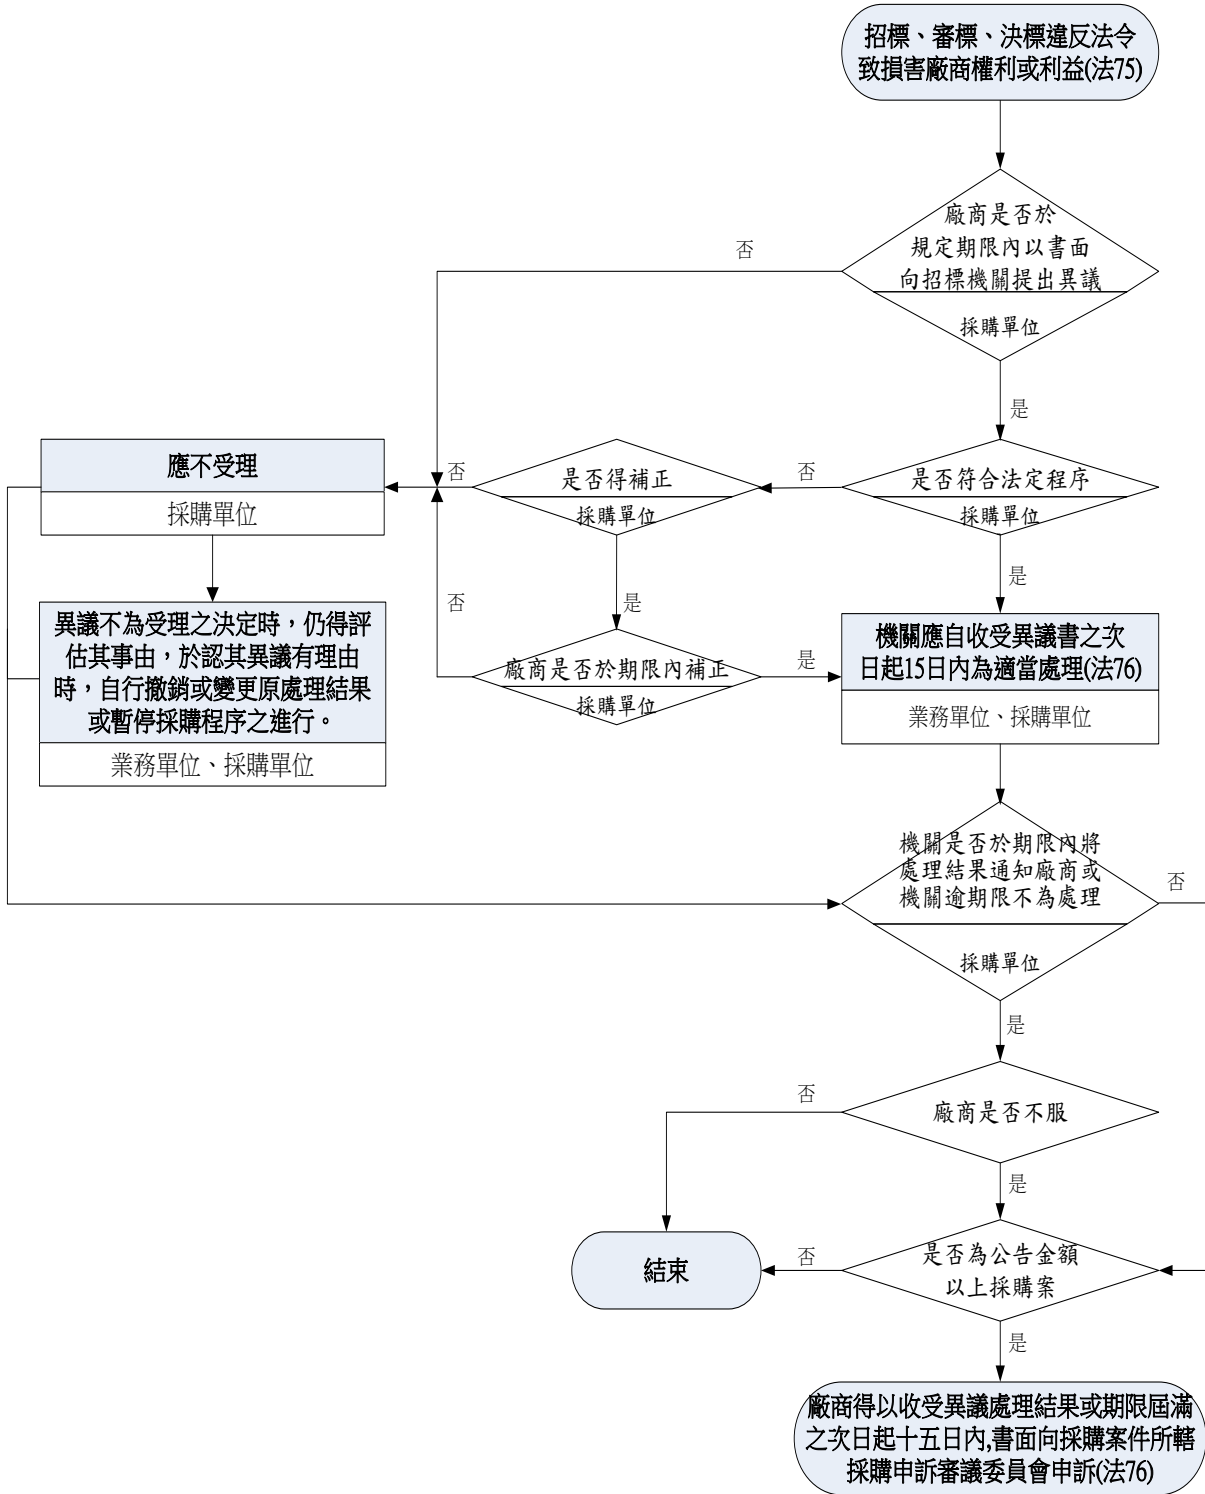 招標、審標、決標違反法令
致損害廠商權利或利益(法75)
廠商是否於
規定期限內以書面
向招標機關提出異議
採購單位
否
是
應不受理
採購單位
否
是否得補正
採購單位
否
是否符合法定程序
採購單位
是
是
異議不為受理之決定時，仍得評
估其事由，於認其異議有理由
時，自行撤銷或變更原處理結果
或暫停採購程序之進行。
業務單位、採購單位
否
廠商是否於期限內補正
採購單位
是
機關應自收受異議書之次
日起15日內為適當處理(法76)
業務單位、採購單位
機關是否於期限內將
處理結果通知廠商或
機關逾期限不為處理
採購單位
否
是
廠商是否不服
否
是
結束
否
是否為公告金額
以上採購案
是
廠商得以收受異議處理結果或期限屆滿
之次日起十五日內,書面向採購案件所轄
採購申訴審議委員會申訴(法76)